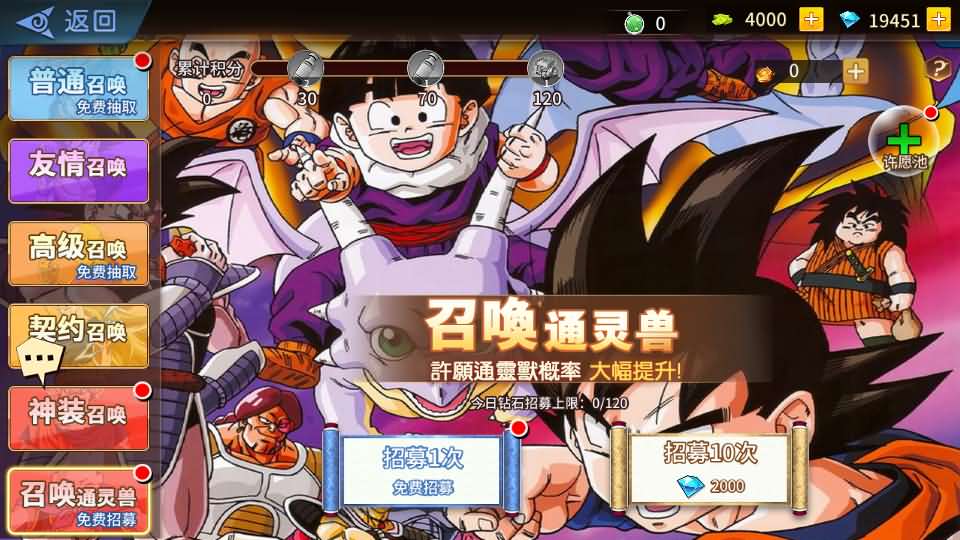 返回
0
4000
19451
普通召唤
免费抽取
友情召唤
高级召唤
免费抽取
契约召唤
神装召唤
召唤通灵兽
免费招募
累计积分
0
30
70
120
0
?
许愿池
召唤通灵兽
許願通靈獸概率 大幅提升!
今日钻石招募上限: 0/120
招募1次
免费招募
招募10次
2000